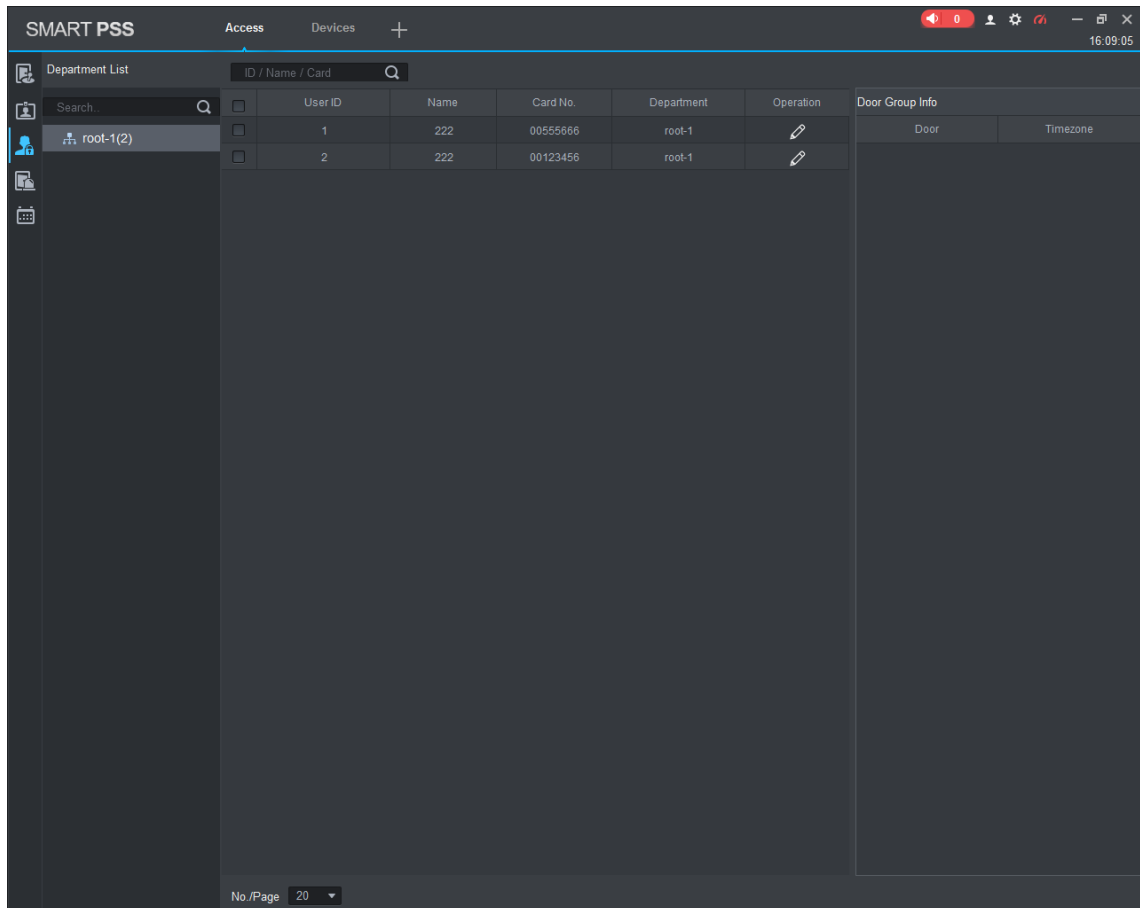 SMART PSS Access Devices 0
16:09:05
Department List ID / Name / Card
Search.. User ID Name Card No. Department Operation Door Group Info
root-1(2) 1 222 00555666 root-1 Door Timezone
2 222 00123456 root-1
No./Page 20